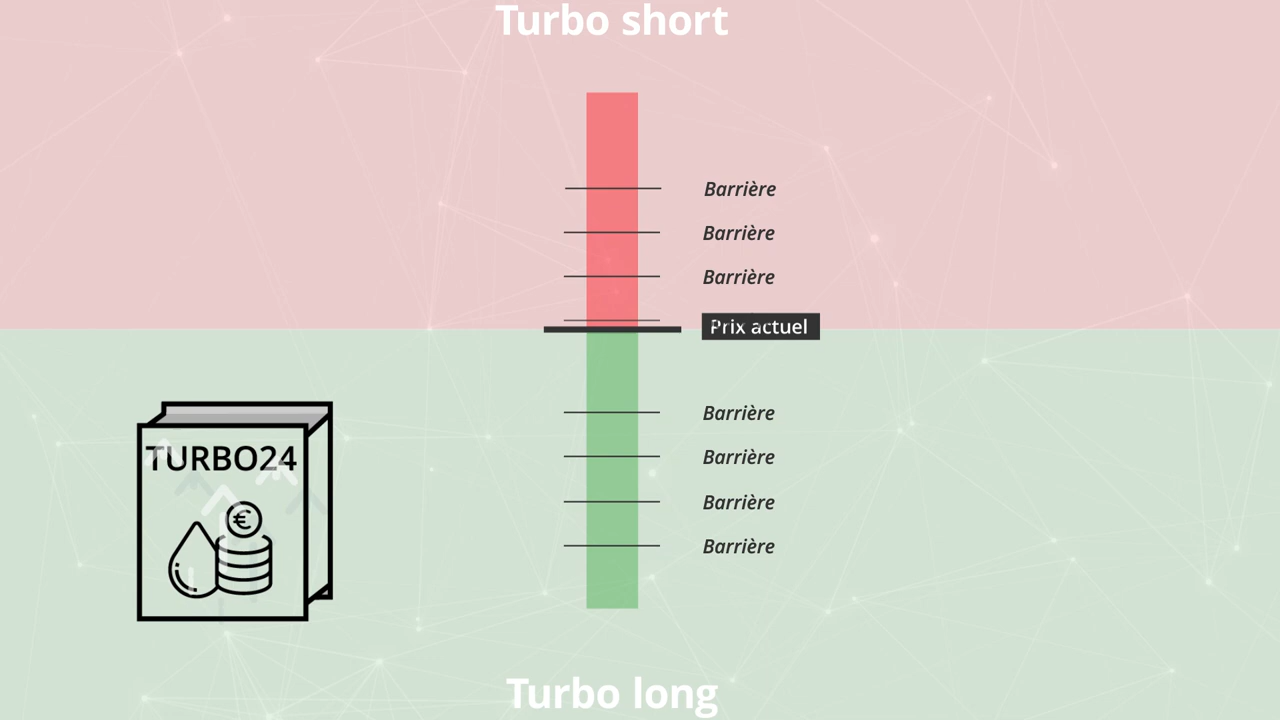 Turbo short
Barrière
Barrière
Barrière
Prix actuel
Barrière
TURBO24
Barrière
€
Barrière
Barrière
Turbo long